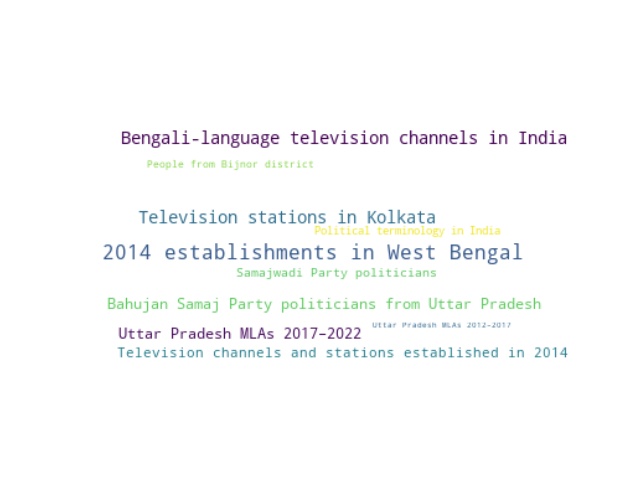 Bengali-language television channels in India
People from Bijnor district
Television stations in Kolkata
Political terminology in India
2014 establishments in West Bengal
Samajwadi Party politicians
Bahujan Samaj Party politicians from Uttar Pradesh
Uttar Pradesh MLAs 2012–2017
Uttar Pradesh MLAs 2017–2022
Television channels and stations established in 2014